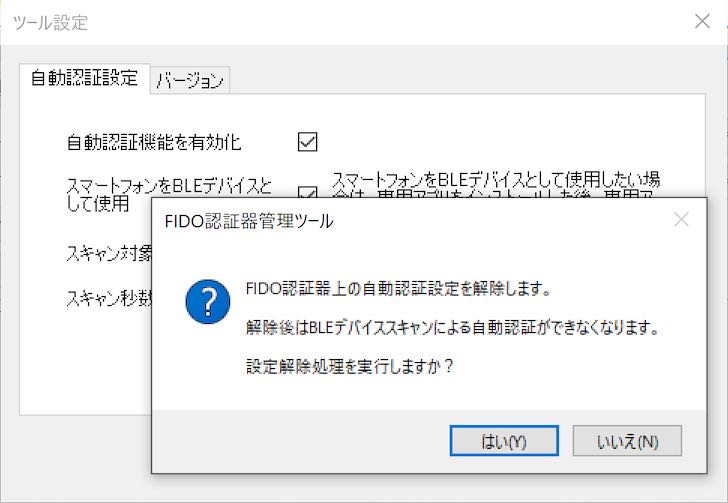 ツール設定
自動認証設定
バージョン
自動認証機能を有効化
スマートフォンをBLEデバイスと
して使用
スマートフォンをBLEデバイスとして使用したい場
スキャン対象
スキャン秒数
FIDO認証器管理ツール
FIDO認証器上の自動認証設定を解除します。
解除後はBLEデバイススキャンによる自動認証ができなくなります。
設定解除処理を実行しますか？
はい(Y)
いいえ(N)